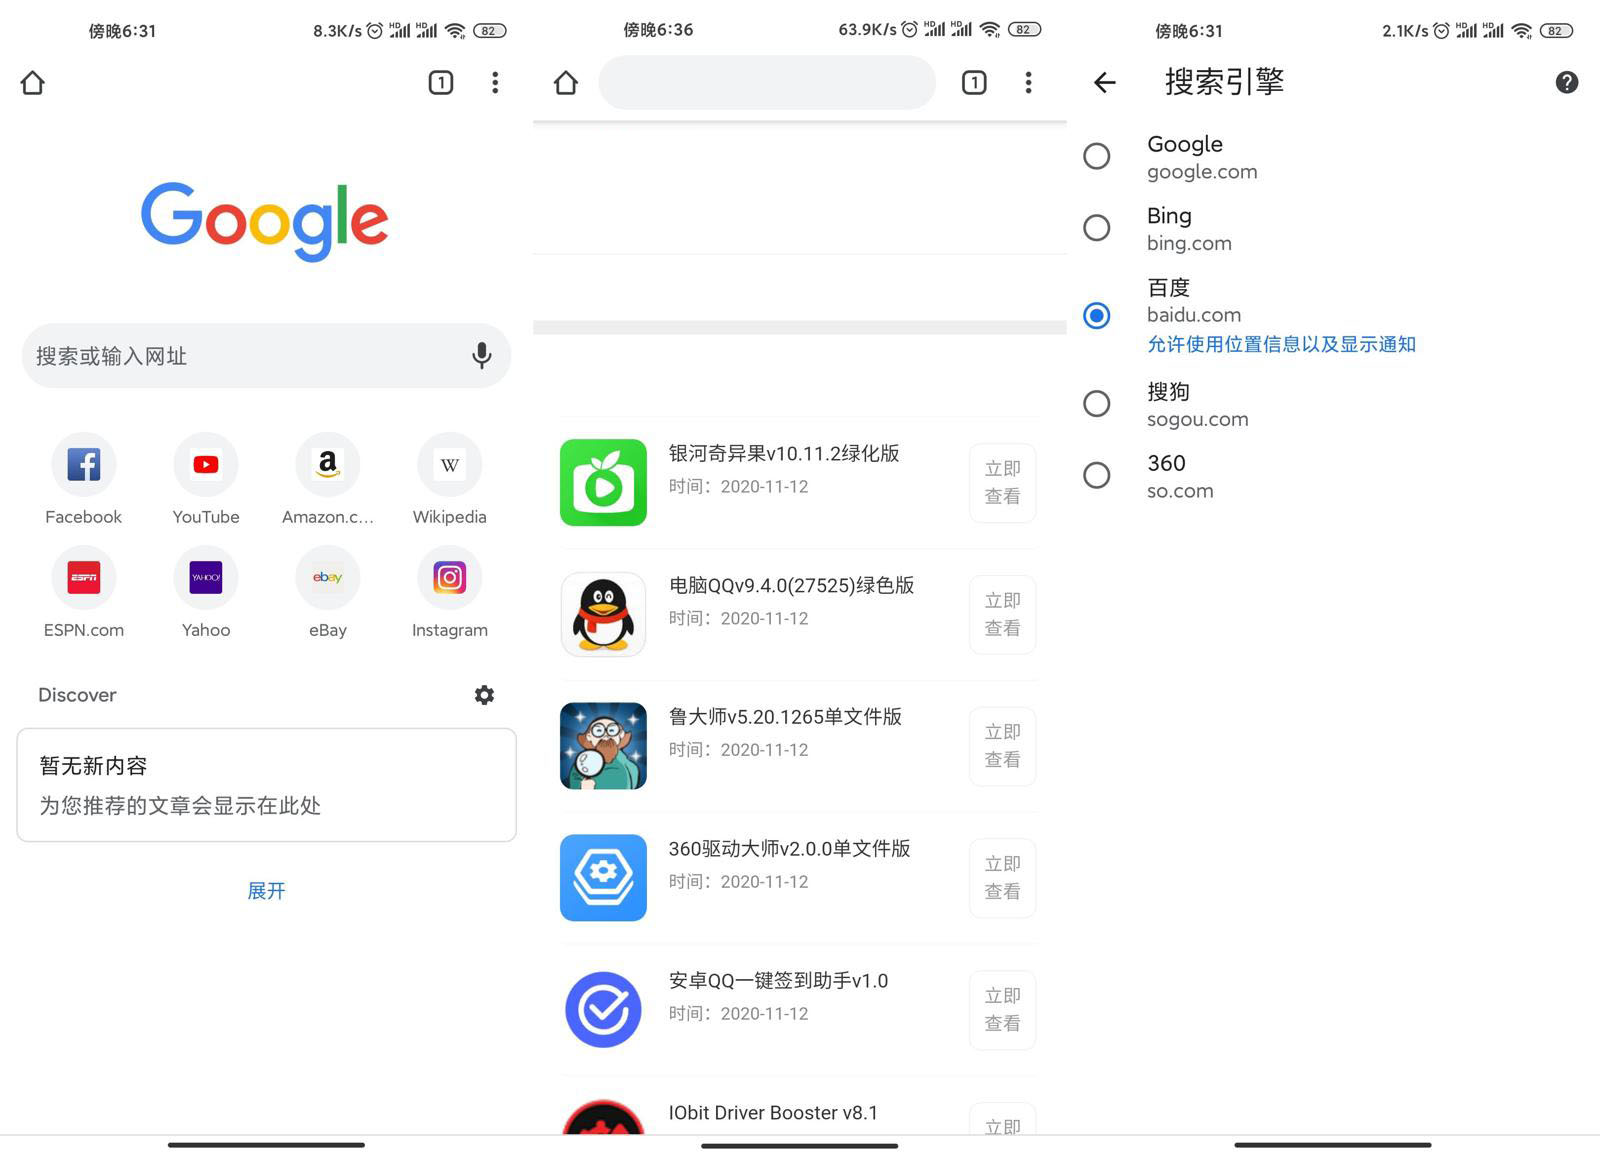 傍晚6:31
8.3K/s
HD
HD
82
1
Google
搜索或输入网址
Facebook
YouTube
Amazon.c...
Wikipedia
ESPN.com
Yahoo
eBay
Instagram
Discover
暂无新内容
为您推荐的文章会显示在此处
展开
傍晚6:36
63.9K/s
HD
HD
82
1
银河奇异果v10.11.2绿化版
时间：2020-11-12
立即
查看
电脑QQv9.4.0(27525)绿色版
时间：2020-11-12
立即
查看
鲁大师v5.20.1265单文件版
时间：2020-11-12
立即
查看
360驱动大师v2.0.0单文件版
时间：2020-11-12
立即
查看
安卓QQ一键签到助手v1.0
时间：2020-11-12
立即
查看
IObit Driver Booster v8.1
立即
傍晚6:31
2.1K/s
HD
HD
82
搜索引擎
?
Google
google.com
Bing
bing.com
百度
baidu.com
允许使用位置信息以及显示通知
搜狗
sogou.com
360
so.com